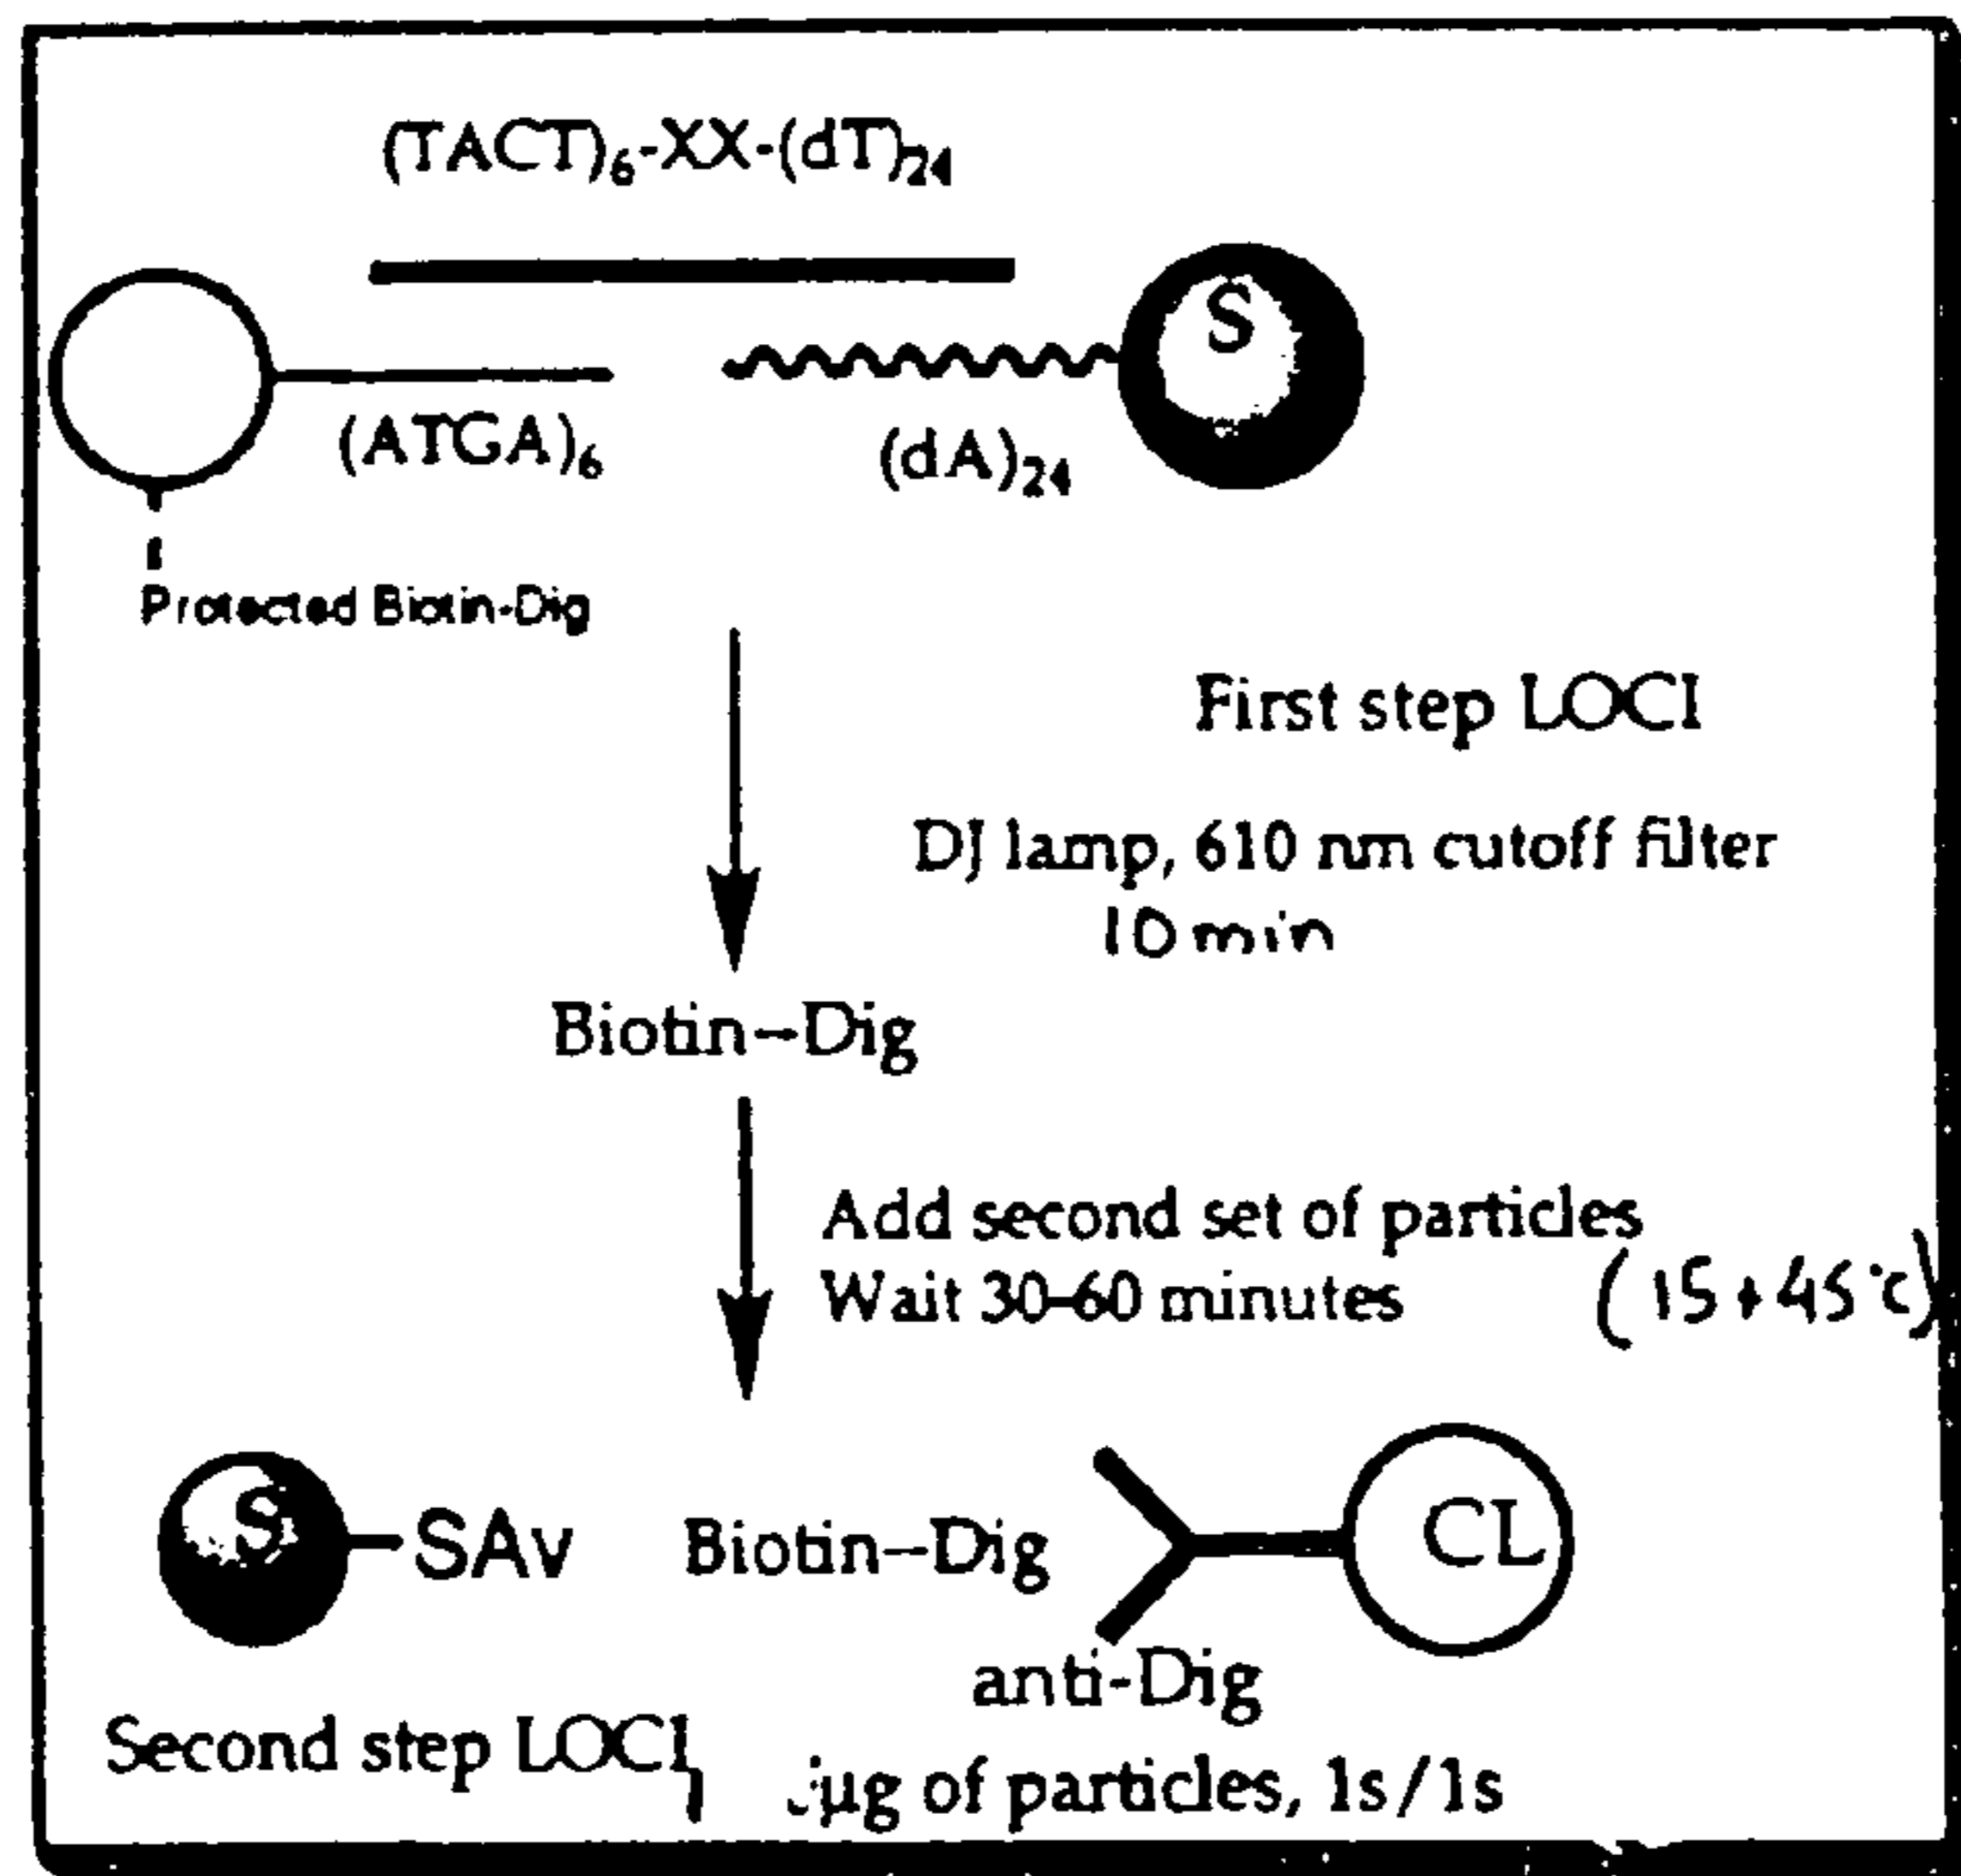 (TACT)6-XX-(dT)24
S
(ATGA)6
(dA)24
Protected Biotin-Dig
First step LOCI
DJ lamp, 610 nm cutoff filter
10 min
Biotin–Dig
Add second set of particles
Wait 30-60 minutes
45°C)
S
SAv
Biotin–Dig
CL
anti-Dig
Second step LOCI,
µg of particles, 1s/1s